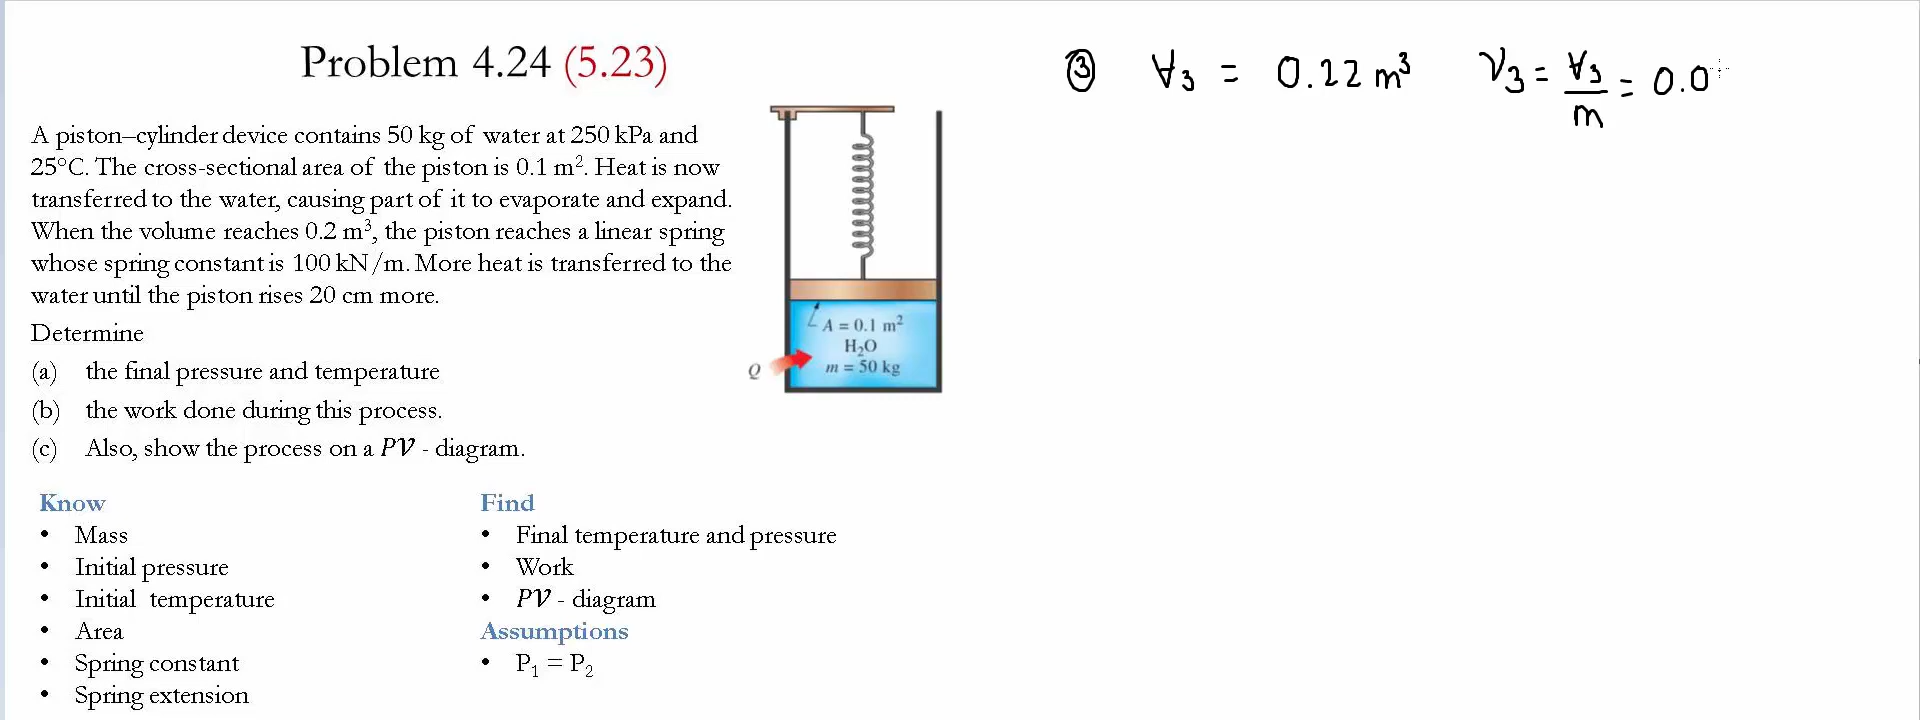 Problem 4.24 (5.23)
A piston–cylinder device contains 50 kg of water at 250 kPa and
25°C. The cross-sectional area of the piston is 0.1 m². Heat is now
transferred to the water, causing part of it to evaporate and expand.
When the volume reaches 0.2 m³, the piston reaches a linear spring
whose spring constant is 100 kN/m. More heat is transferred to the
water until the piston rises 20 cm more.
Determine
(a) the final pressure and temperature
(b) the work done during this process.
(c) Also, show the process on a P𝒱 - diagram.
Know
• Mass
• Initial pressure
• Initial temperature
• Area
• Spring constant
• Spring extension
Find
• Final temperature and pressure
• Work
• P𝒱 - diagram
Assumptions
• P₁ = P₂
A = 0.1 m²
H₂O
m = 50 kg
Q
③ V₃ = 0.22 m³ ν₃ = V₃/m = 0.0